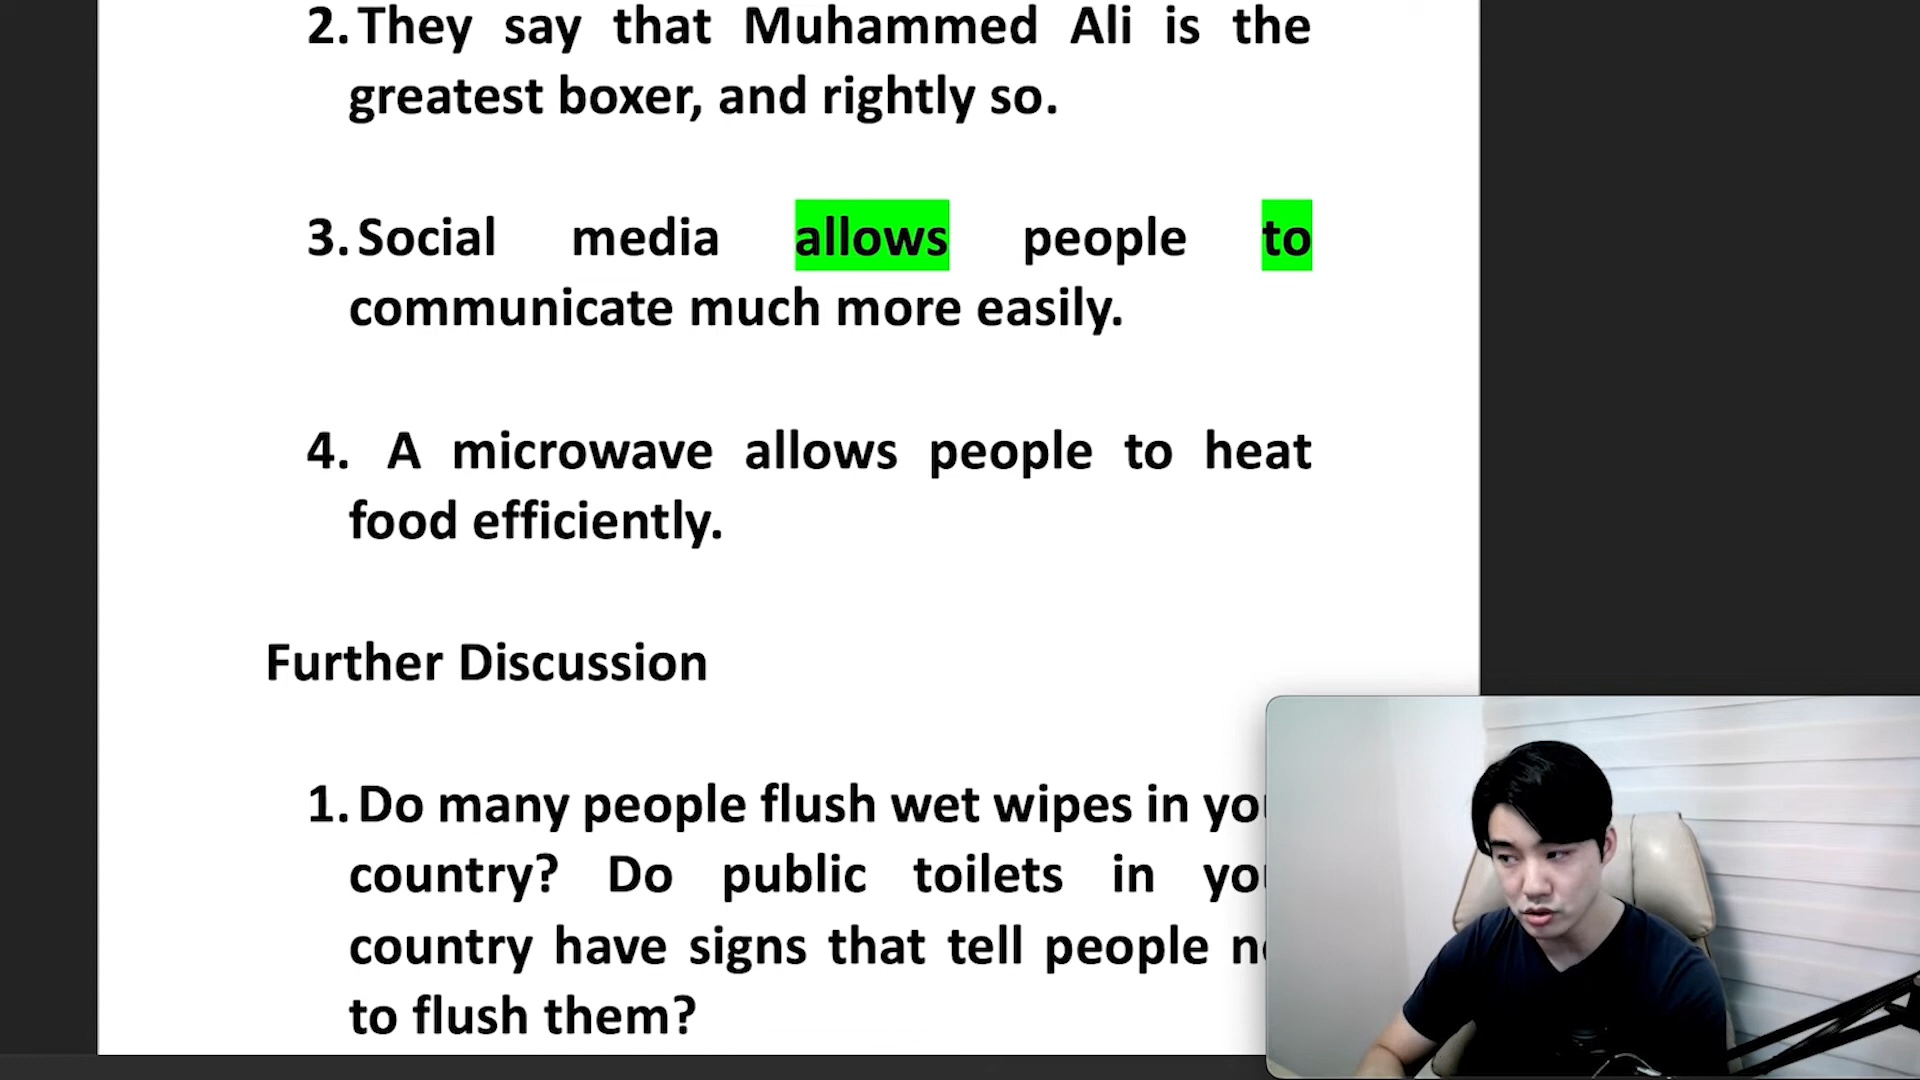 2. They say that Muhammed Ali is the
greatest boxer, and rightly so.
3. Social media allows people to
communicate much more easily.
4. A microwave allows people to heat
food efficiently.
Further Discussion
1. Do many people flush wet wipes in
country? Do public toilets in
country have signs that tell people
to flush them?